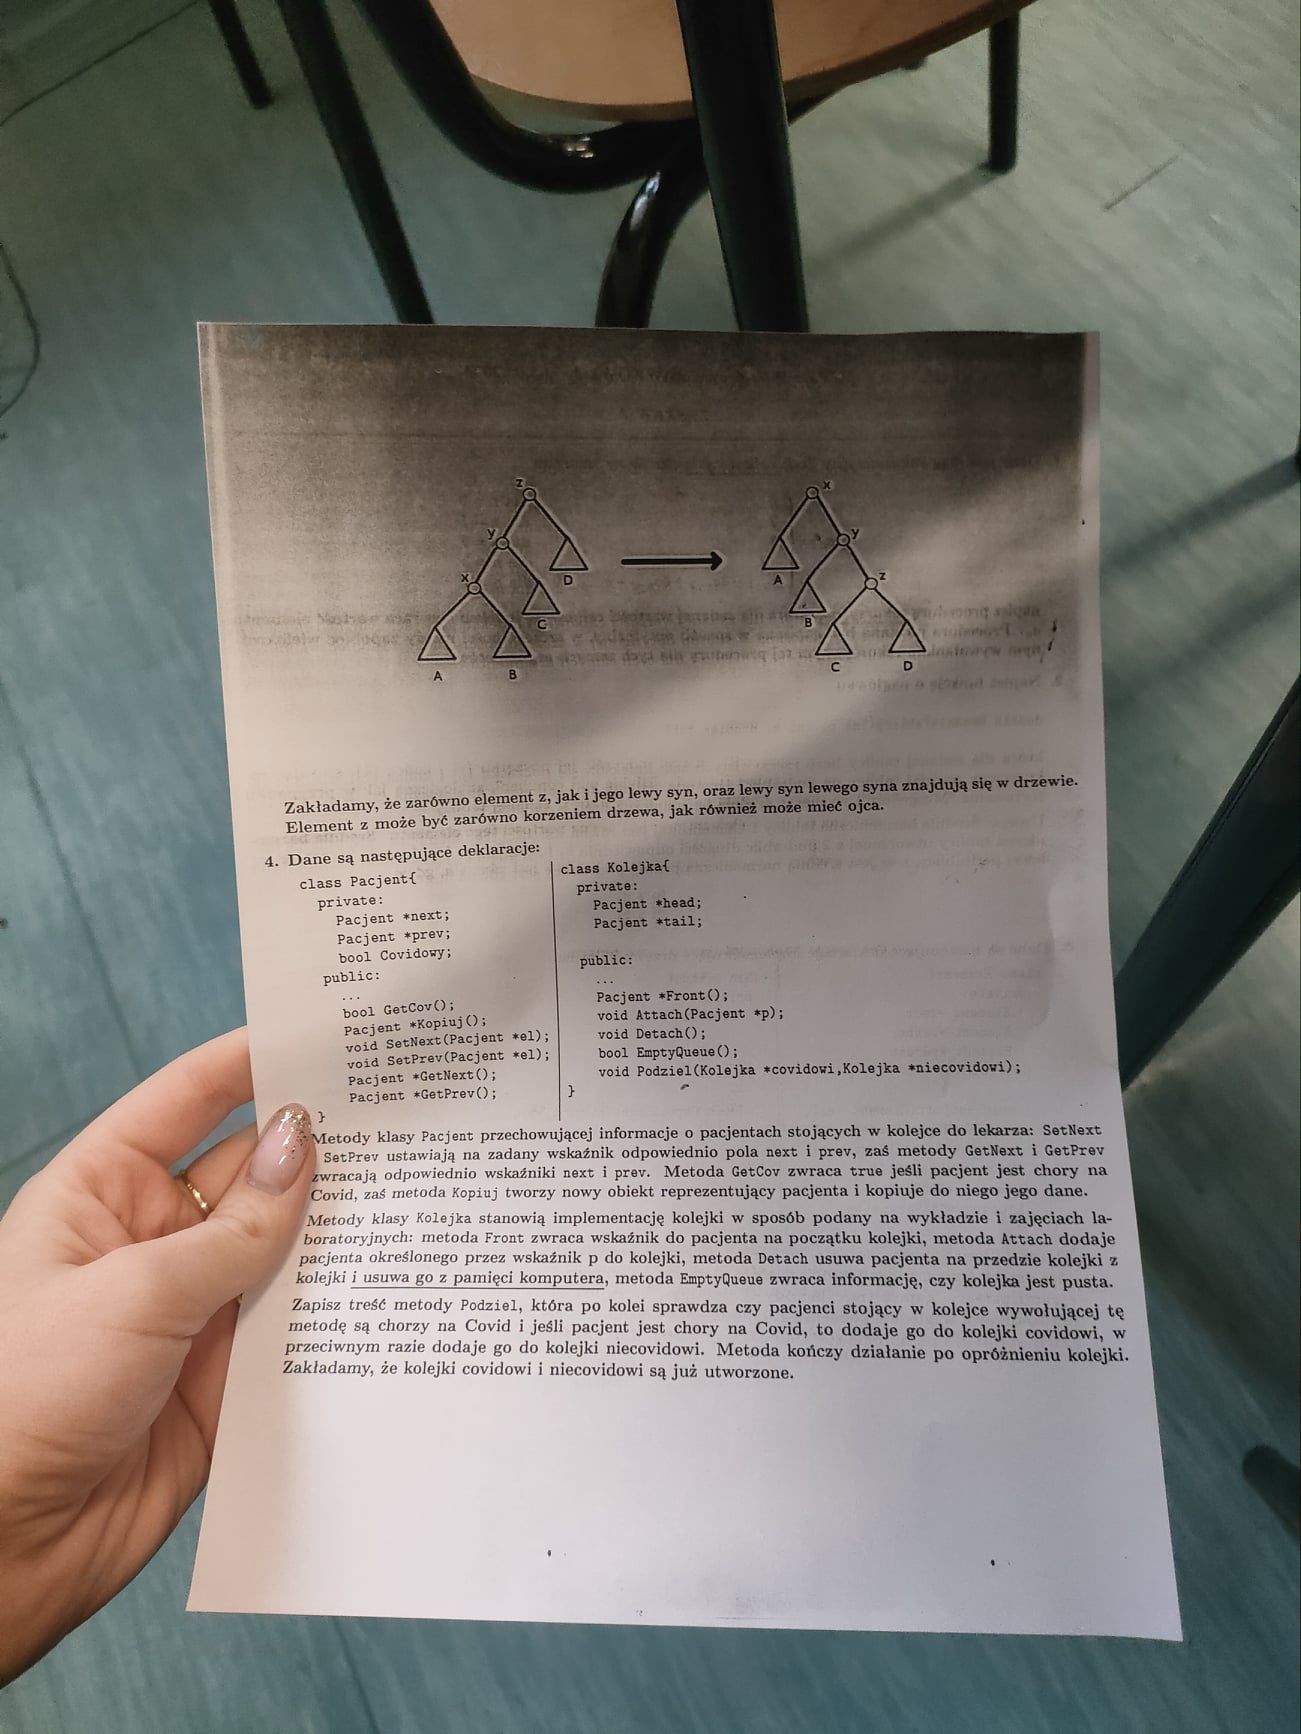 z
y
x
D
C
A
B
x
y
A
z
B
C
D
Zakładamy, że zarówno element z, jak i jego lewy syn, oraz lewy syn lewego syna znajdują się w drzewie.
Element z może być zarówno korzeniem drzewa, jak również może mieć ojca.
4. Dane są następujące deklaracje:
class Pacjent{
private:
Pacjent *next;
Pacjent *prev;
bool Covidowy;
public:
...
bool GetCov();
Pacjent *Kopiuj();
void SetNext(Pacjent *el);
void SetPrev(Pacjent *el);
Pacjent *GetNext();
Pacjent *GetPrev();
}
class Kolejka{
private:
Pacjent *head;
Pacjent *tail;
public:
...
Pacjent *Front();
void Attach(Pacjent *p);
void Detach();
bool EmptyQueue();
void Podziel(Kolejka *covidowi,Kolejka *niecovidowi);
}
Metody klasy Pacjent przechowującej informacje o pacjentach stojących w kolejce do lekarza: SetNext
SetPrev ustawiają na zadany wskaźnik odpowiednio pola next i prev, zaś metody GetNext i GetPrev
zwracają odpowiednio wskaźniki next i prev. Metoda GetCov zwraca true jeśli pacjent jest chory na
Covid, zaś metoda Kopiuj tworzy nowy obiekt reprezentujący pacjenta i kopiuje do niego jego dane.
Metody klasy Kolejka stanowią implementację kolejki w sposób podany na wykładzie i zajęciach la-
boratoryjnych: metoda Front zwraca wskaźnik do pacjenta na początku kolejki, metoda Attach dodaje
pacjenta określonego przez wskaźnik p do kolejki, metoda Detach usuwa pacjenta na przedzie kolejki z
kolejki i usuwa go z pamięci komputera, metoda EmptyQueue zwraca informację, czy kolejka jest pusta.
Zapisz treść metody Podziel, która po kolei sprawdza czy pacjenci stojący w kolejce wywołującej tę
metodę są chorzy na Covid i jeśli pacjent jest chory na Covid, to dodaje go do kolejki covidowi, w
przeciwnym razie dodaje go do kolejki niecovidowi. Metoda kończy działanie po opróżnieniu kolejki.
Zakładamy, że kolejki covidowi i niecovidowi są już utworzone.